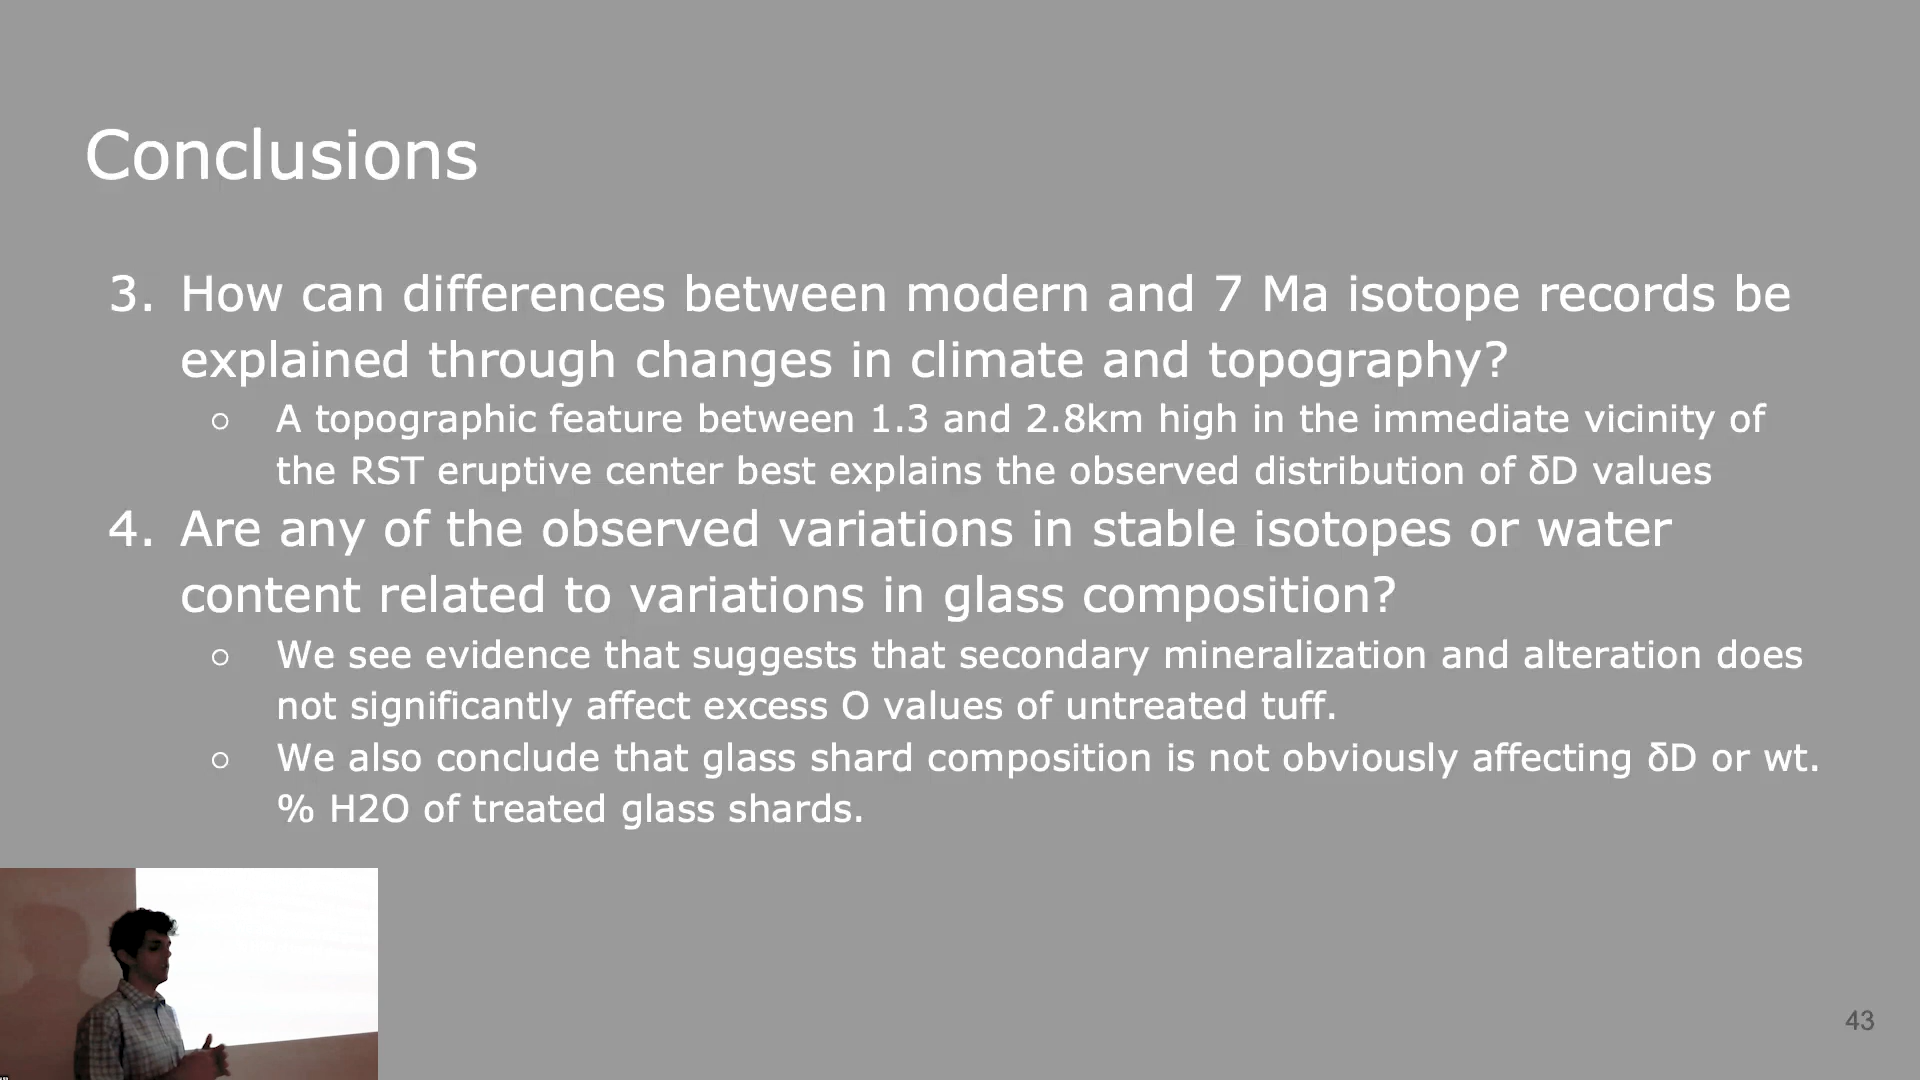 Conclusions
3. How can differences between modern and 7 Ma isotope records be
explained through changes in climate and topography?
○ A topographic feature between 1.3 and 2.8km high in the immediate vicinity of
the RST eruptive center best explains the observed distribution of δD values
4. Are any of the observed variations in stable isotopes or water
content related to variations in glass composition?
○ We see evidence that suggests that secondary mineralization and alteration does
not significantly affect excess O values of untreated tuff.
○ We also conclude that glass shard composition is not obviously affecting δD or wt.
% H2O of treated glass shards.
43